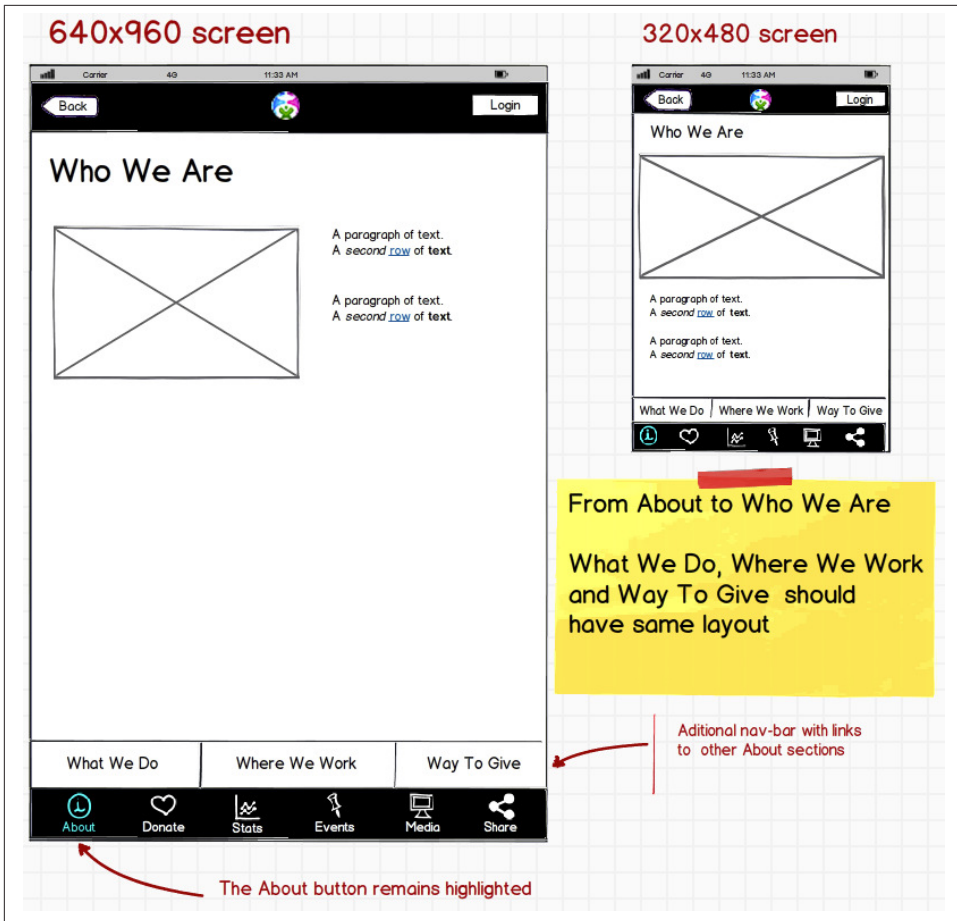 640x960 screen
Carrier 4G 11:33 AM
Back Login
Who We Are
A paragraph of text.
A second row of text.
A paragraph of text.
A second row of text.
What We Do Where We Work Way To Give
About Donate Stats Events Media Share
The About button remains highlighted
320x480 screen
Carrier 4G 11:33 AM
Back Login
Who We Are
A paragraph of text.
A second row of text.
A paragraph of text.
A second row of text.
What We Do Where We Work Way To Give
From About to Who We Are
What We Do, Where We Work
and Way To Give should
have same layout
Aditional nav-bar with links
to other About sections